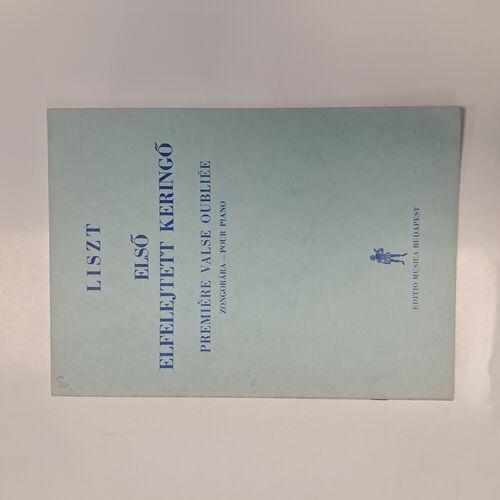 LISZT
ELSŐ
ELFELEJTETT KERINGŐ
PREMIÈRE VALSE OUBLIÉE
ZONGORÁRA — POUR PIANO
EDITIO MUSICA BUDAPEST